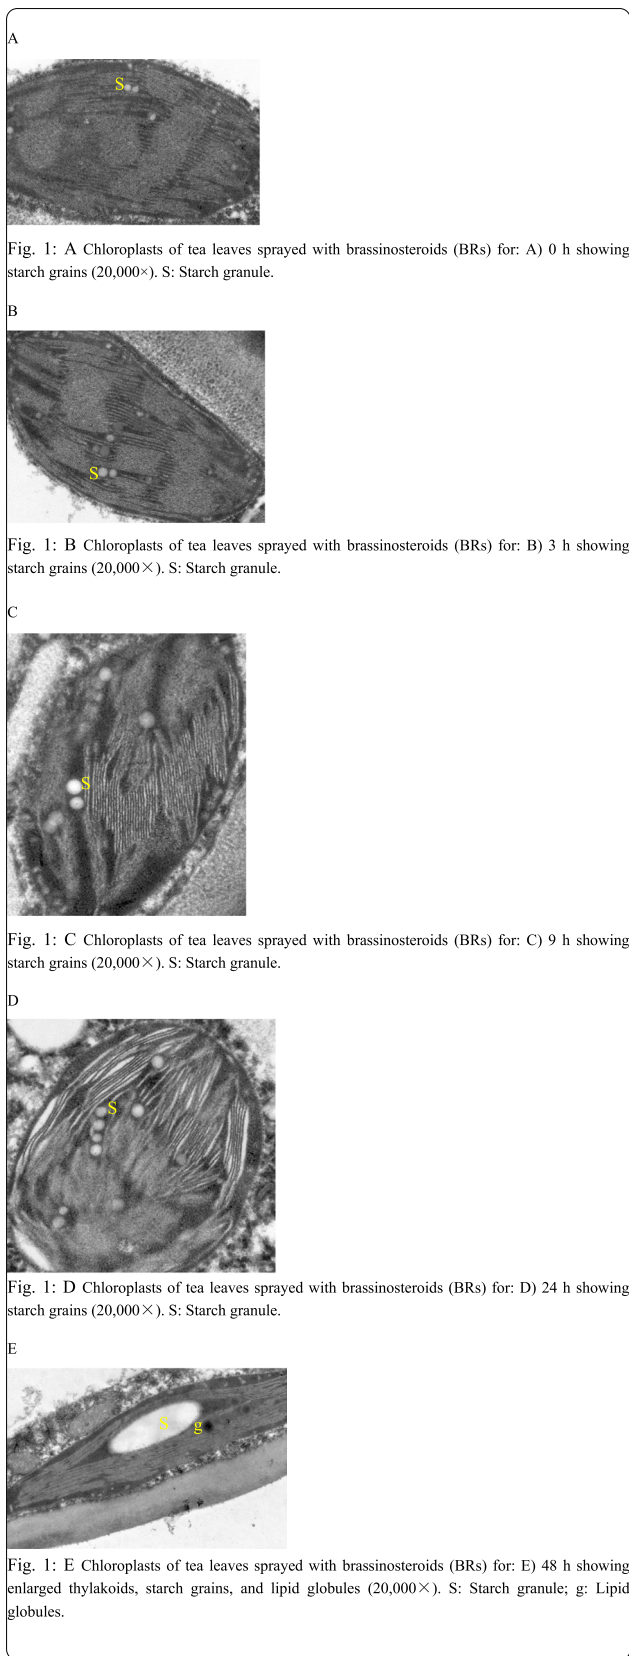 A
S
Fig. 1: A Chloroplasts of tea leaves sprayed with brassinosteroids (BRs) for: A) 0 h showing
starch grains (20,000×). S: Starch granule.
B
S
Fig. 1: B Chloroplasts of tea leaves sprayed with brassinosteroids (BRs) for: B) 3 h showing
starch grains (20,000×). S: Starch granule.
C
S
Fig. 1: C Chloroplasts of tea leaves sprayed with brassinosteroids (BRs) for: C) 9 h showing
starch grains (20,000×). S: Starch granule.
D
S
Fig. 1: D Chloroplasts of tea leaves sprayed with brassinosteroids (BRs) for: D) 24 h showing
starch grains (20,000×). S: Starch granule.
E
S g
Fig. 1: E Chloroplasts of tea leaves sprayed with brassinosteroids (BRs) for: E) 48 h showing
enlarged thylakoids, starch grains, and lipid globules (20,000×). S: Starch granule; g: Lipid
globules.